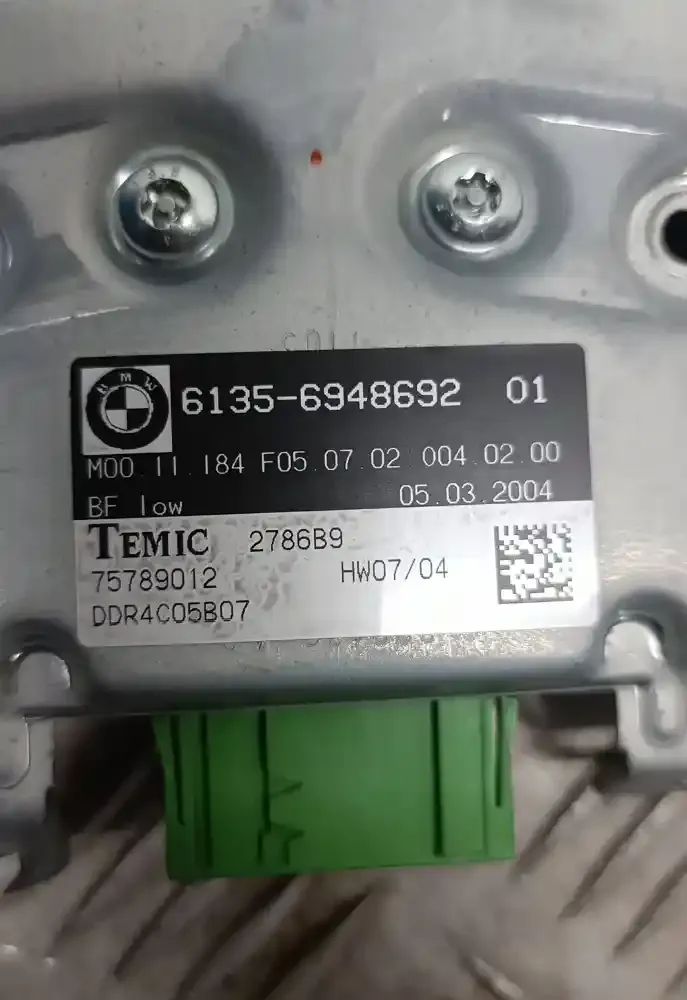 BMW
6135-6948692 01
M00.11.184 F05.07.02 004.02.00
BF low 05.03.2004
TEMIC 2786B9
75789012 HW07/04
DDR4C05B07